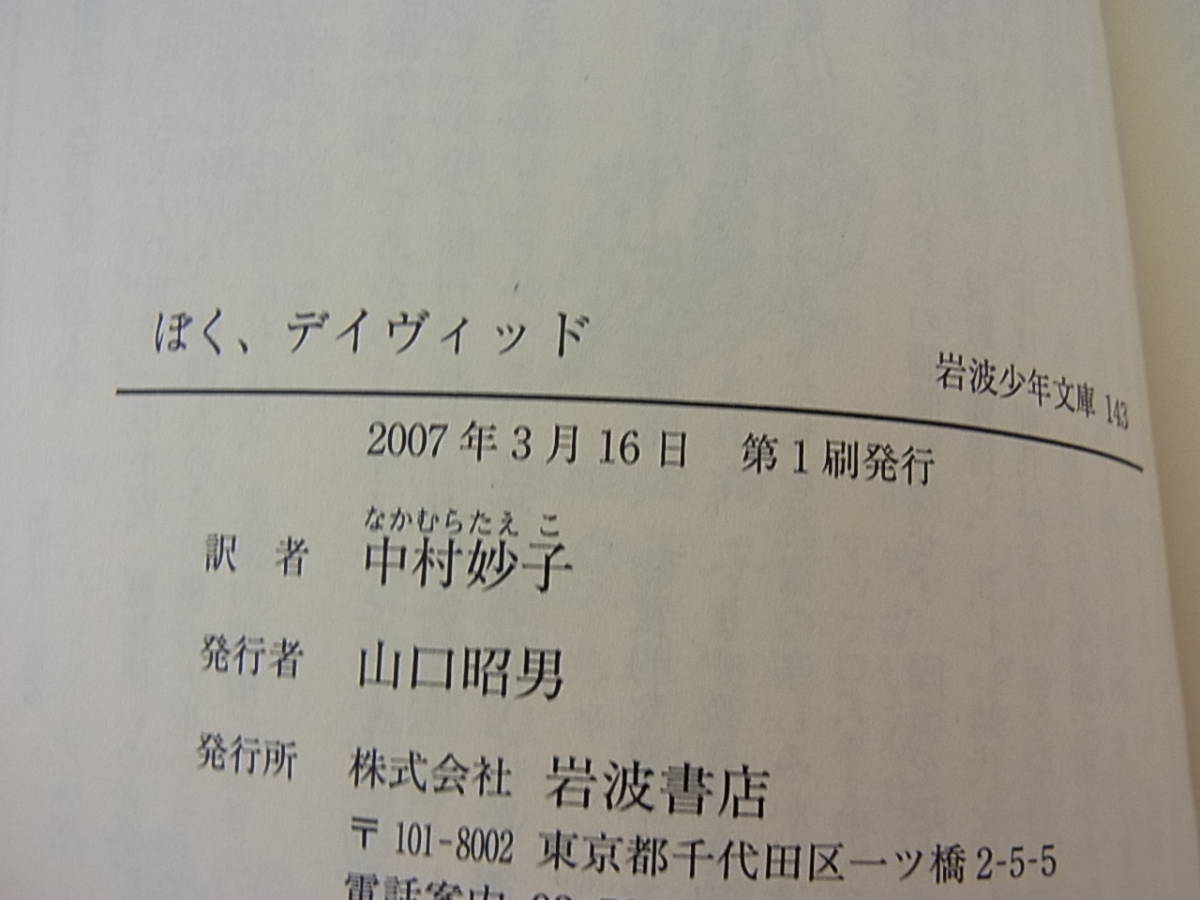 ぼく、デイヴィッド
岩波少年文庫 143
2007年3月16日 第1刷発行
なかむらたえこ
訳者 中村妙子
発行者 山口昭男
発行所 株式会社 岩波書店
〒101-8002 東京都千代田区一ツ橋2-5-5
電話案内